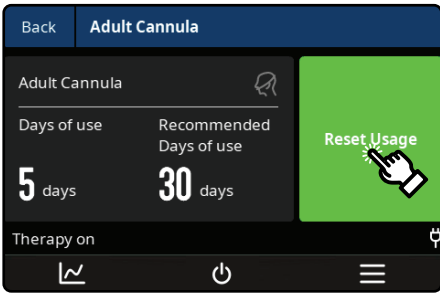 Back
Adult Cannula
Adult Cannula
Days of use
5 days
Recommended
Days of use
30 days
Reset Usage
Therapy on